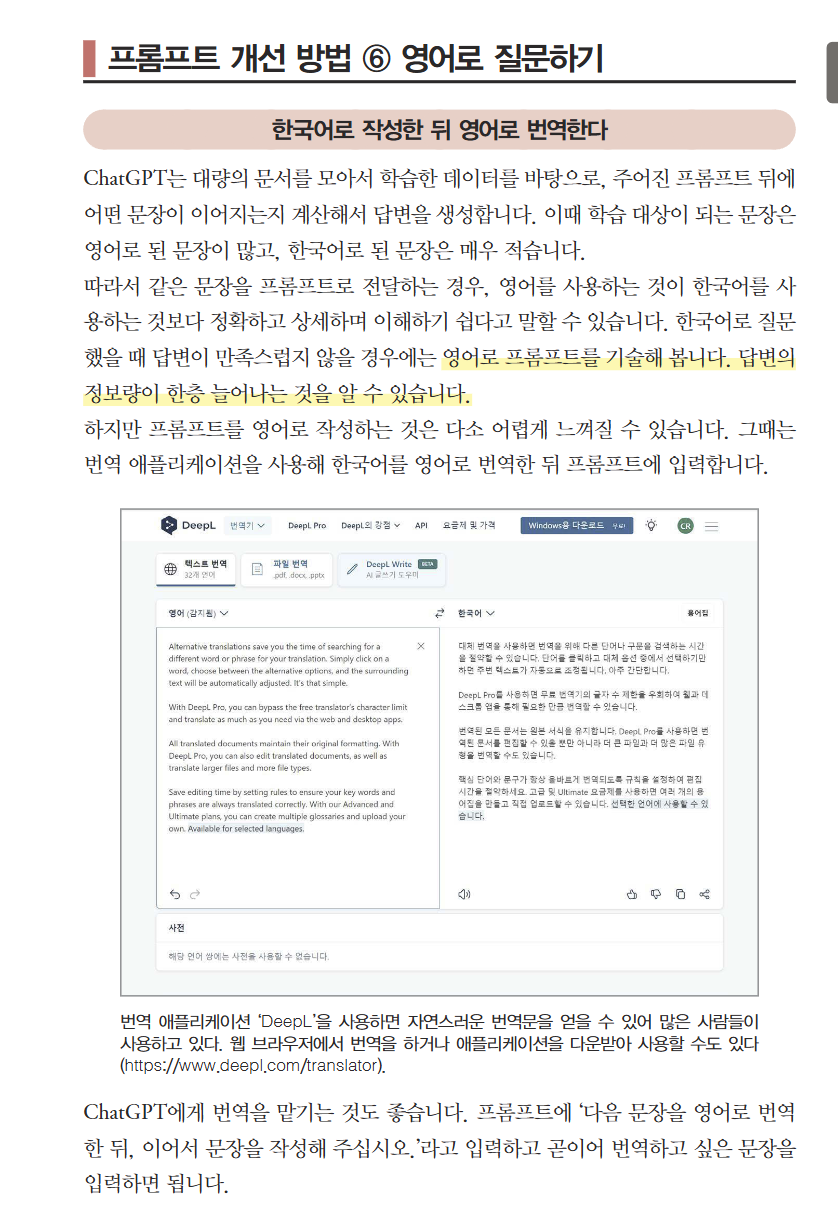 프롬프트 개선 방법 ⑥ 영어로 질문하기
한국어로 작성한 뒤 영어로 번역한다
ChatGPT는 대량의 문서를 모아서 학습한 데이터를 바탕으로, 주어진 프롬프트 뒤에
어떤 문장이 이어지는지 계산해서 답변을 생성합니다. 이때 학습 대상이 되는 문장은
영어로 된 문장이 많고, 한국어로 된 문장은 매우 적습니다.
따라서 같은 문장을 프롬프트로 전달하는 경우, 영어를 사용하는 것이 한국어를 사
용하는 것보다 정확하고 상세하며 이해하기 쉽다고 말할 수 있습니다. 한국어로 질문
했을 때 답변이 만족스럽지 않을 경우에는 영어로 프롬프트를 기술해 봅니다. 답변의
정보량이 한층 늘어나는 것을 알 수 있습니다.
하지만 프롬프트를 영어로 작성하는 것은 다소 어렵게 느껴질 수 있습니다. 그때는
번역 애플리케이션을 사용해 한국어를 영어로 번역한 뒤 프롬프트에 입력합니다.
DeepL 번역기 DeepL Pro DeepL의 강점 API 요금제 및 가격 Windows용 다운로드 무료! CR
텍스트 번역
32개 언어
파일 번역
.pdf, .docx, .pptx
DeepL Write BETA
AI 글쓰기 도우미
영어 (감지됨)
Alternative translations save you the time of searching for a
different word or phrase for your translation. Simply click on a
word, choose between the alternative options, and the surrounding
text will be automatically adjusted. It's that simple.
With DeepL Pro, you can bypass the free translator's character limit
and translate as much as you need via the web and desktop apps.
All translated documents maintain their original formatting. With
DeepL Pro, you can also edit translated documents, as well as
translate larger files and more file types.
Save editing time by setting rules to ensure your key words and
phrases are always translated correctly. With our Advanced and
Ultimate plans, you can create multiple glossaries and upload your
own. Available for selected languages.
한국어 용어집
대체 번역을 사용하면 번역을 위해 다른 단어나 구문을 검색하는 시간
을 절약할 수 있습니다. 단어를 클릭하고 대체 옵션 중에서 선택하기만
하면 주변 텍스트가 자동으로 조정됩니다. 아주 간단합니다.
DeepL Pro를 사용하면 무료 번역기의 글자 수 제한을 우회하여 웹과 데
스크톱 앱을 통해 필요한 만큼 번역할 수 있습니다.
번역된 모든 문서는 원본 서식을 유지합니다. DeepL Pro를 사용하면 번
역된 문서를 편집할 수 있을 뿐만 아니라 더 큰 파일과 더 많은 파일 유
형을 번역할 수도 있습니다.
핵심 단어와 문구가 항상 올바르게 번역되도록 규칙을 설정하여 편집
시간을 절약하세요. 고급 및 Ultimate 요금제를 사용하면 여러 개의 용
어집을 만들고 직접 업로드할 수 있습니다. 선택한 언어에 사용할 수 있
습니다.
사전
해당 언어 쌍에는 사전을 사용할 수 없습니다.
번역 애플리케이션 ‘DeepL’을 사용하면 자연스러운 번역문을 얻을 수 있어 많은 사람들이
사용하고 있다. 웹 브라우저에서 번역을 하거나 애플리케이션을 다운받아 사용할 수도 있다
(https://www.deepl.com/translator).
ChatGPT에게 번역을 맡기는 것도 좋습니다. 프롬프트에 ‘다음 문장을 영어로 번역
한 뒤, 이어서 문장을 작성해 주십시오.’라고 입력하고 곧이어 번역하고 싶은 문장을
입력하면 됩니다.